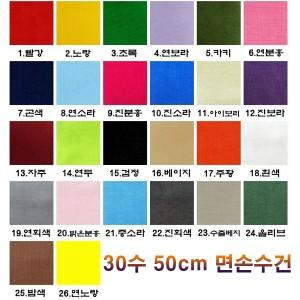 1.빨강 2.노랑 3.초록 4.연보라 5.카키 6.연분홍
7.곤색 8.연소라 9.진분홍 10.진소라 11.아이보리 12.진보라
13.자주 14.연두 15.검정 16.베이지 17.주황 18.흰색
19.연회색 20.밝은분홍 21.중소라 22.진회색 23.수출베지 24.올리브
25.밤색 26.연노랑
30수 50cm 면손수건